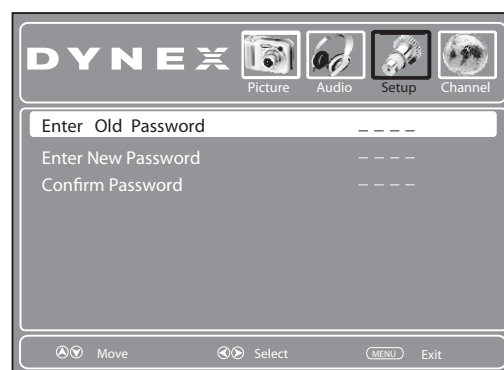 DYNEX
Picture Audio Setup Channel
Enter Old Password _ _ _ _
Enter New Password _ _ _ _
Confirm Password _ _ _ _
Move Select MENU Exit